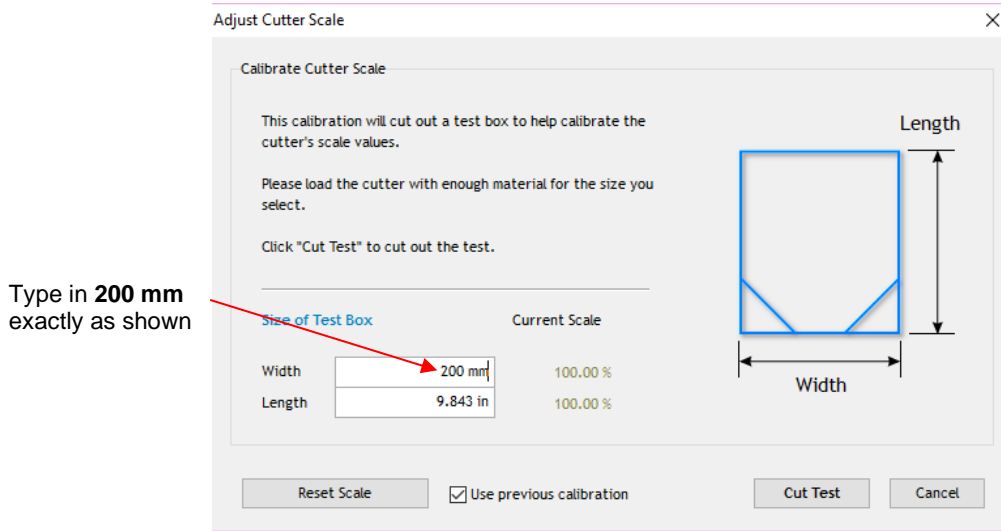 Adjust Cutter Scale
Calibrate Cutter Scale
This calibration will cut out a test box to help calibrate the
cutter's scale values.
Please load the cutter with enough material for the size you
select.
Click "Cut Test" to cut out the test.
Length
Type in 200 mm
exactly as shown
Size of Test Box
Current Scale
Width
200 mm
100.00 %
Length
9.843 in
100.00 %
Width
Reset Scale
Use previous calibration
Cut Test
Cancel